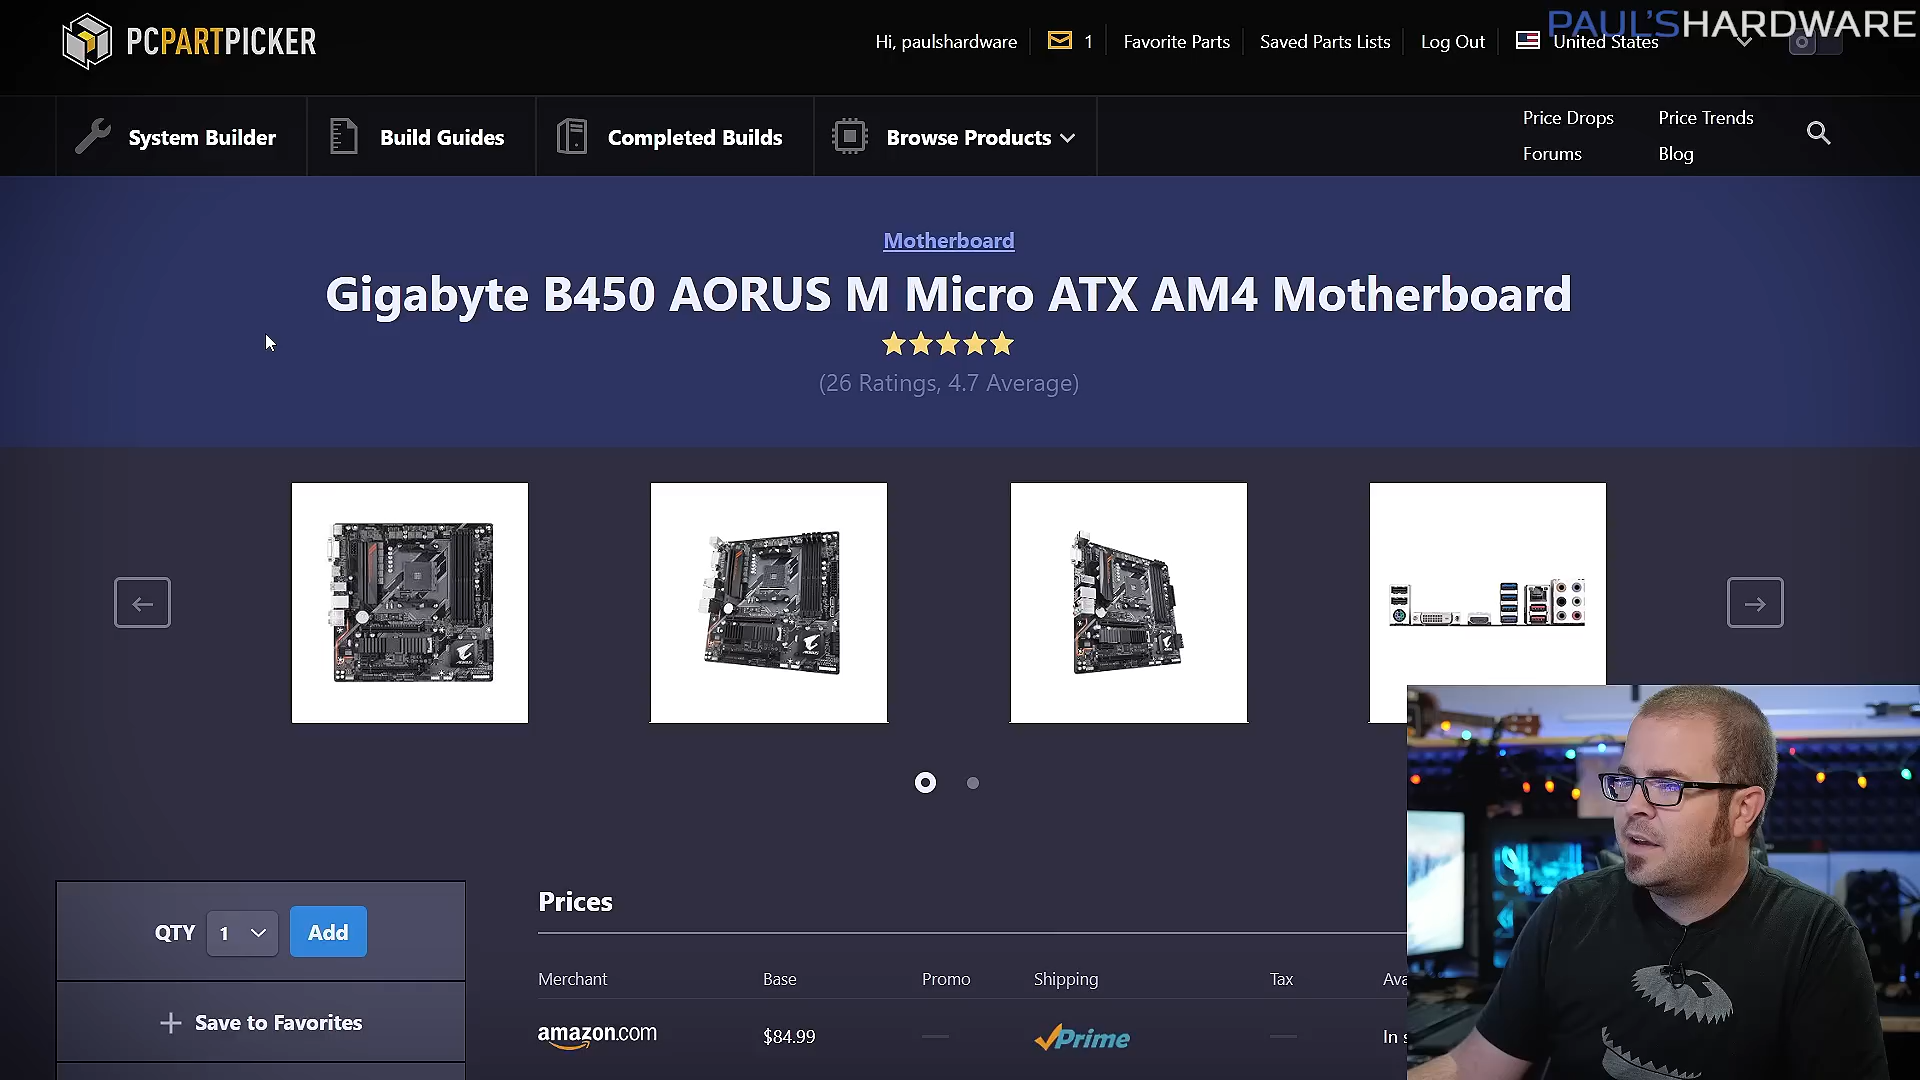 PCPARTPICKER
Hi, paulshardware
1
Favorite Parts
Saved Parts Lists
Log Out
United States
PAUL'SHARDWARE
System Builder
Build Guides
Completed Builds
Browse Products
Price Drops
Price Trends
Forums
Blog
Motherboard
Gigabyte B450 AORUS M Micro ATX AM4 Motherboard
(26 Ratings, 4.7 Average)
QTY
1
Add
Save to Favorites
Prices
Merchant
Base
Promo
Shipping
Tax
Ava
amazon.com
$84.99
Prime
In s